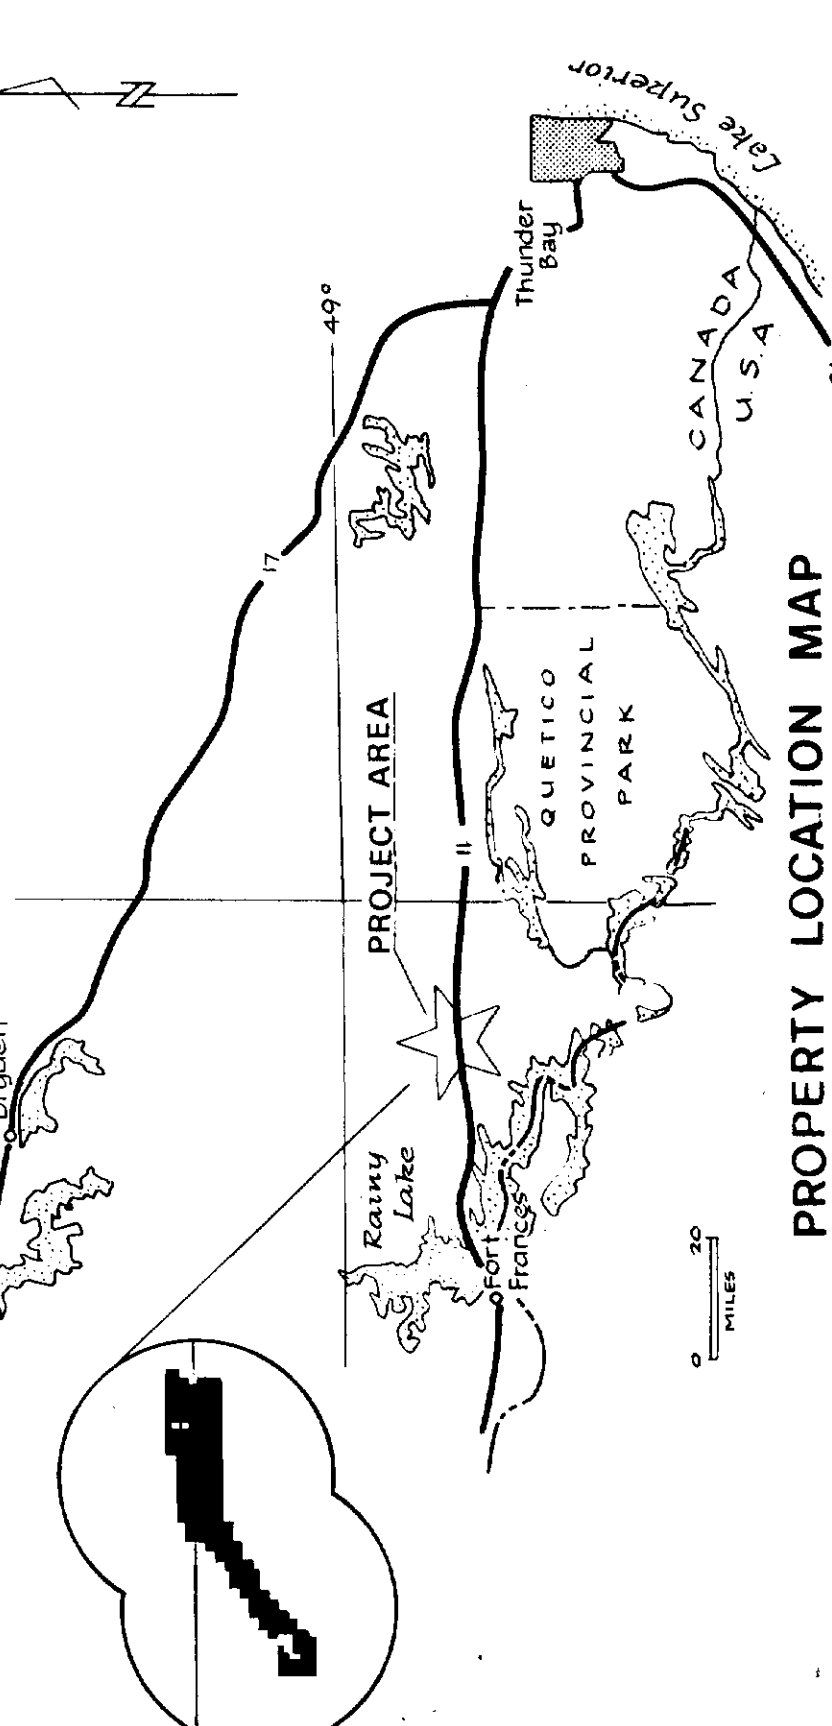 Lake Superior
Thunder
Bay
49°
CANADA
U.S.A
17
PROJECT AREA
11
QUETICO
PROVINCIAL
PARK
Rainy
Lake
Fort
Frances
0 20
MILES
PROPERTY LOCATION MAP